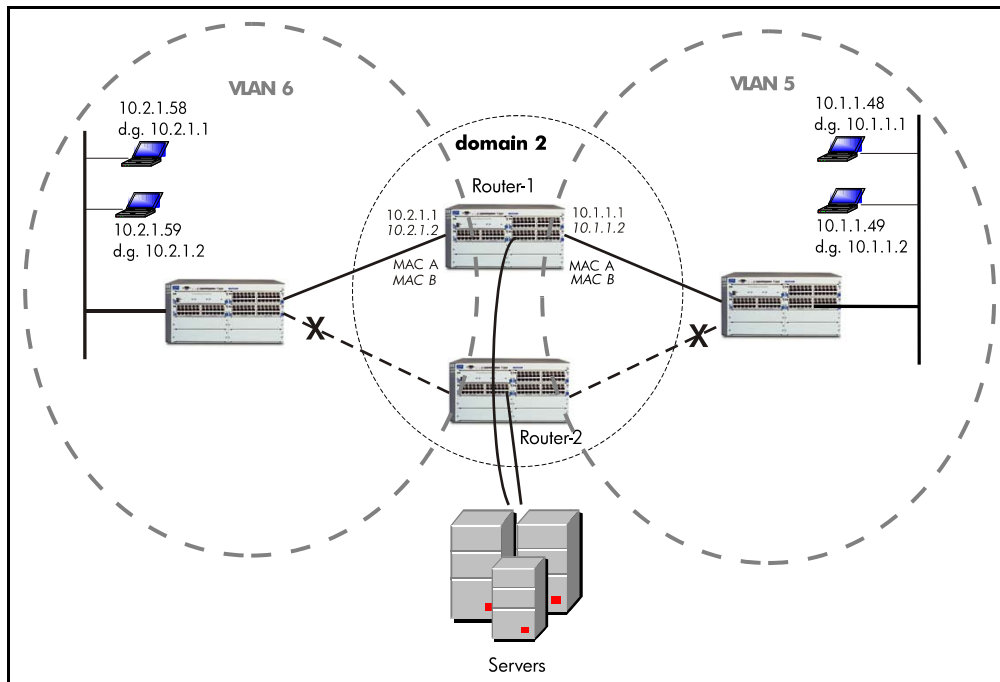 VLAN 6
VLAN 5
10.2.1.58
d.g. 10.2.1.1
10.1.1.48
d.g. 10.1.1.1
domain 2
Router-1
10.2.1.1
10.2.1.2
10.1.1.1
10.1.1.2
10.2.1.59
d.g. 10.2.1.2
10.1.1.49
d.g. 10.1.1.2
MAC A
MAC B
MAC A
MAC B
X
X
Router-2
Servers